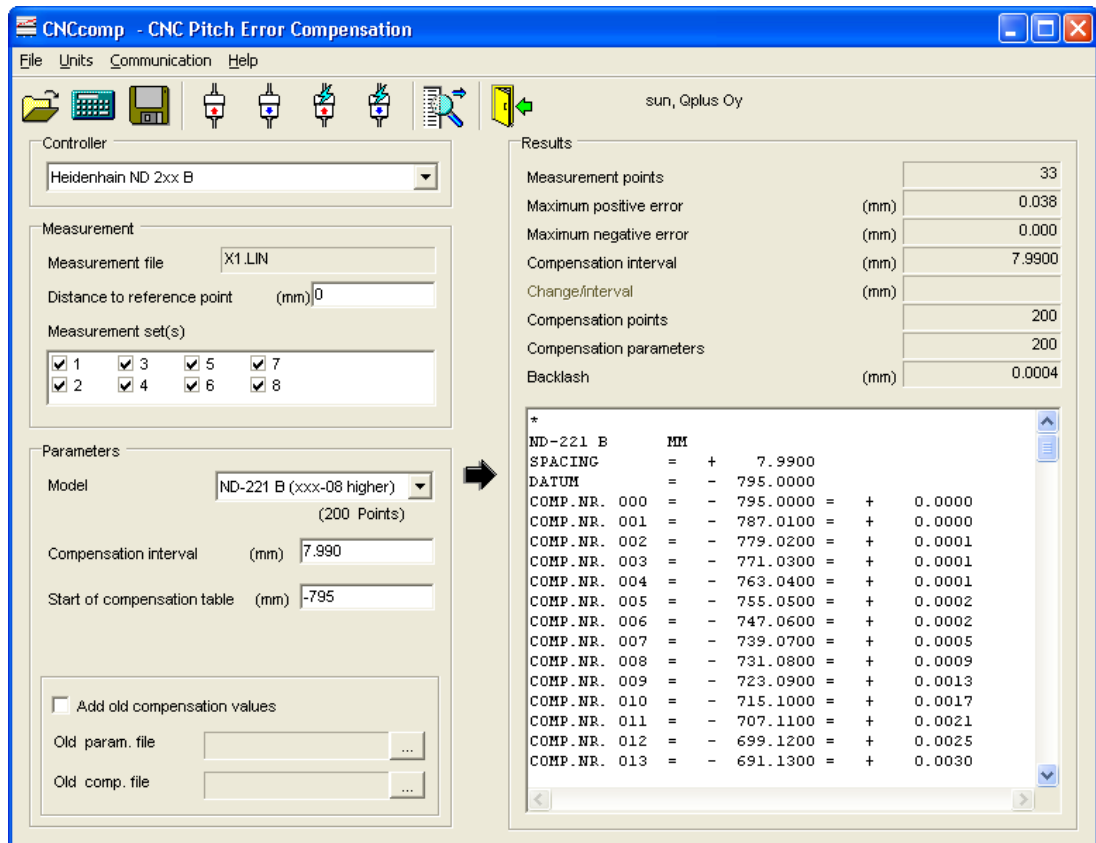 CNCcomp - CNC Pitch Error Compensation
File Units Communication Help
sun, Qplus Oy
Controller
Heidenhain ND 2xx B
Measurement
Measurement file X1.LIN
Distance to reference point (mm) 0
Measurement set(s)
1 3 5 7
2 4 6 8
Parameters
Model ND-221 B (xxx-08 higher)
(200 Points)
Compensation interval (mm) 7.990
Start of compensation table (mm) -795
Add old compensation values
Old param. file ...
Old comp. file ...
Results
Measurement points 33
Maximum positive error (mm) 0.038
Maximum negative error (mm) 0.000
Compensation interval (mm) 7.9900
Change/interval (mm)
Compensation points 200
Compensation parameters 200
Backlash (mm) 0.0004
*
ND-221 B MM
SPACING = + 7.9900
DATUM = - 795.0000
COMP.NR. 000 = - 795.0000 = + 0.0000
COMP.NR. 001 = - 787.0100 = + 0.0000
COMP.NR. 002 = - 779.0200 = + 0.0001
COMP.NR. 003 = - 771.0300 = + 0.0001
COMP.NR. 004 = - 763.0400 = + 0.0001
COMP.NR. 005 = - 755.0500 = + 0.0002
COMP.NR. 006 = - 747.0600 = + 0.0002
COMP.NR. 007 = - 739.0700 = + 0.0005
COMP.NR. 008 = - 731.0800 = + 0.0009
COMP.NR. 009 = - 723.0900 = + 0.0013
COMP.NR. 010 = - 715.1000 = + 0.0017
COMP.NR. 011 = - 707.1100 = + 0.0021
COMP.NR. 012 = - 699.1200 = + 0.0025
COMP.NR. 013 = - 691.1300 = + 0.0030